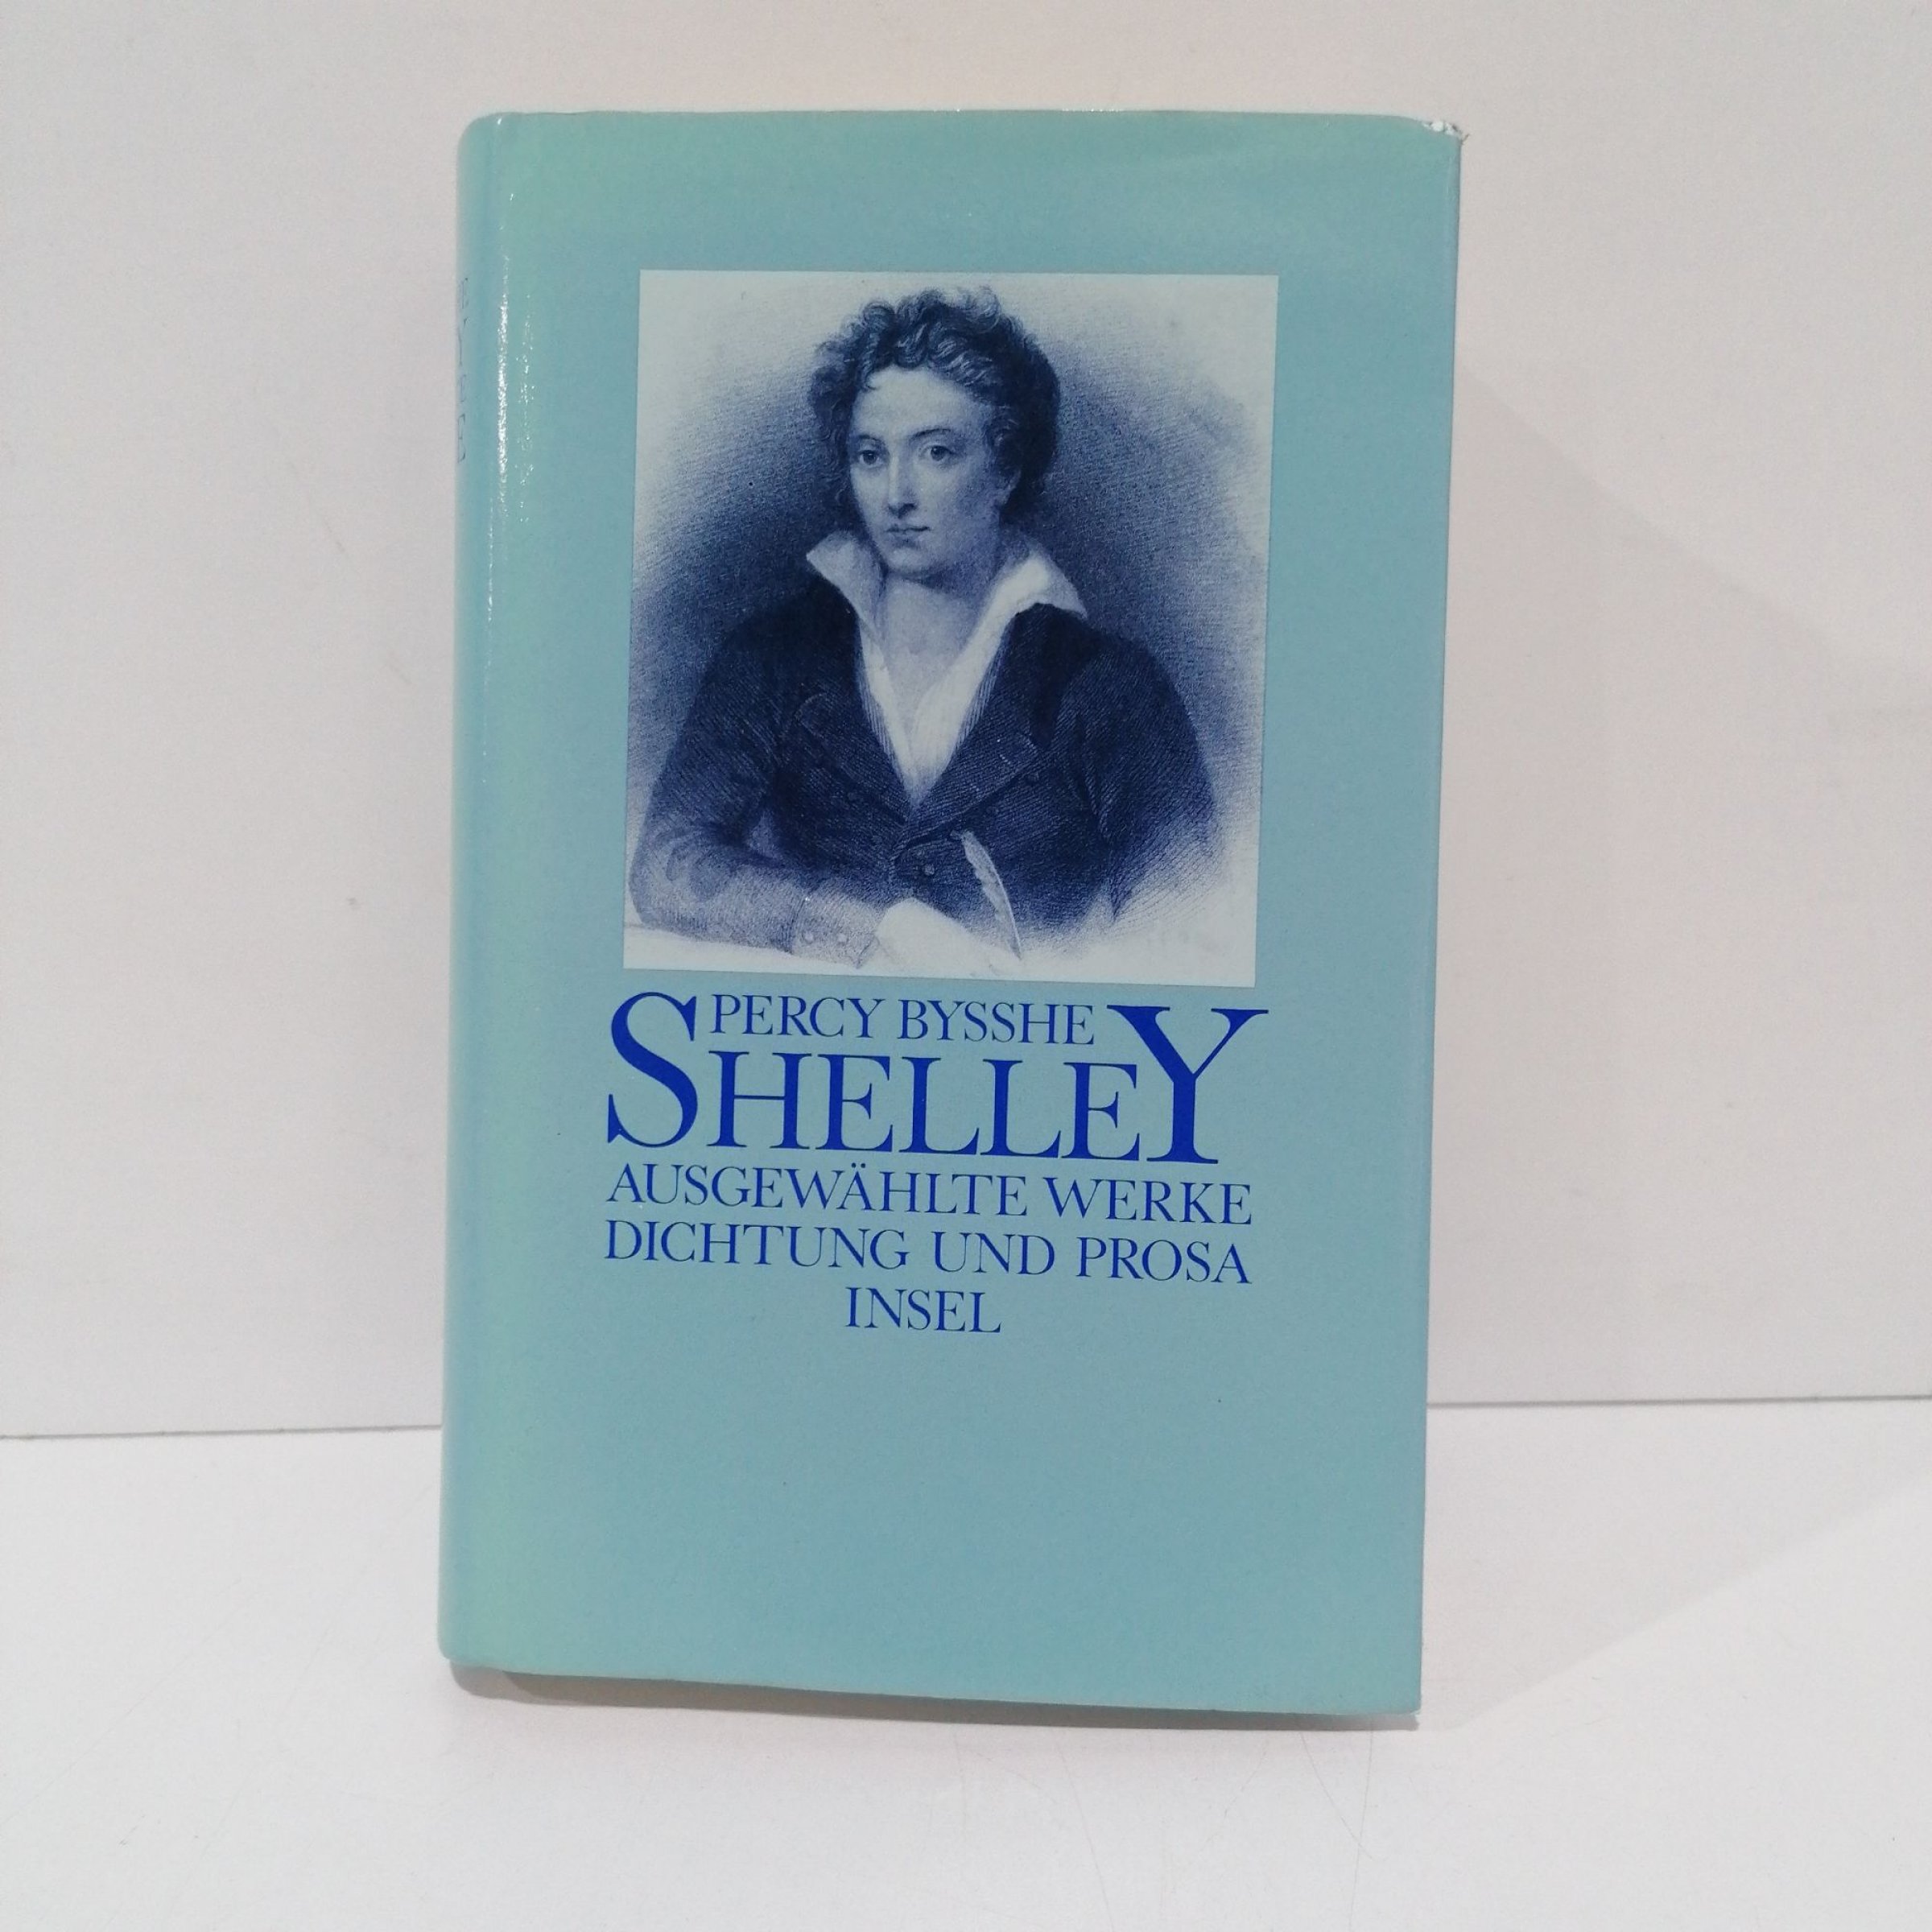 PERCY BYSSHE
SHELLEY
AUSGEWÄHLTE WERKE
DICHTUNG UND PROSA
INSEL